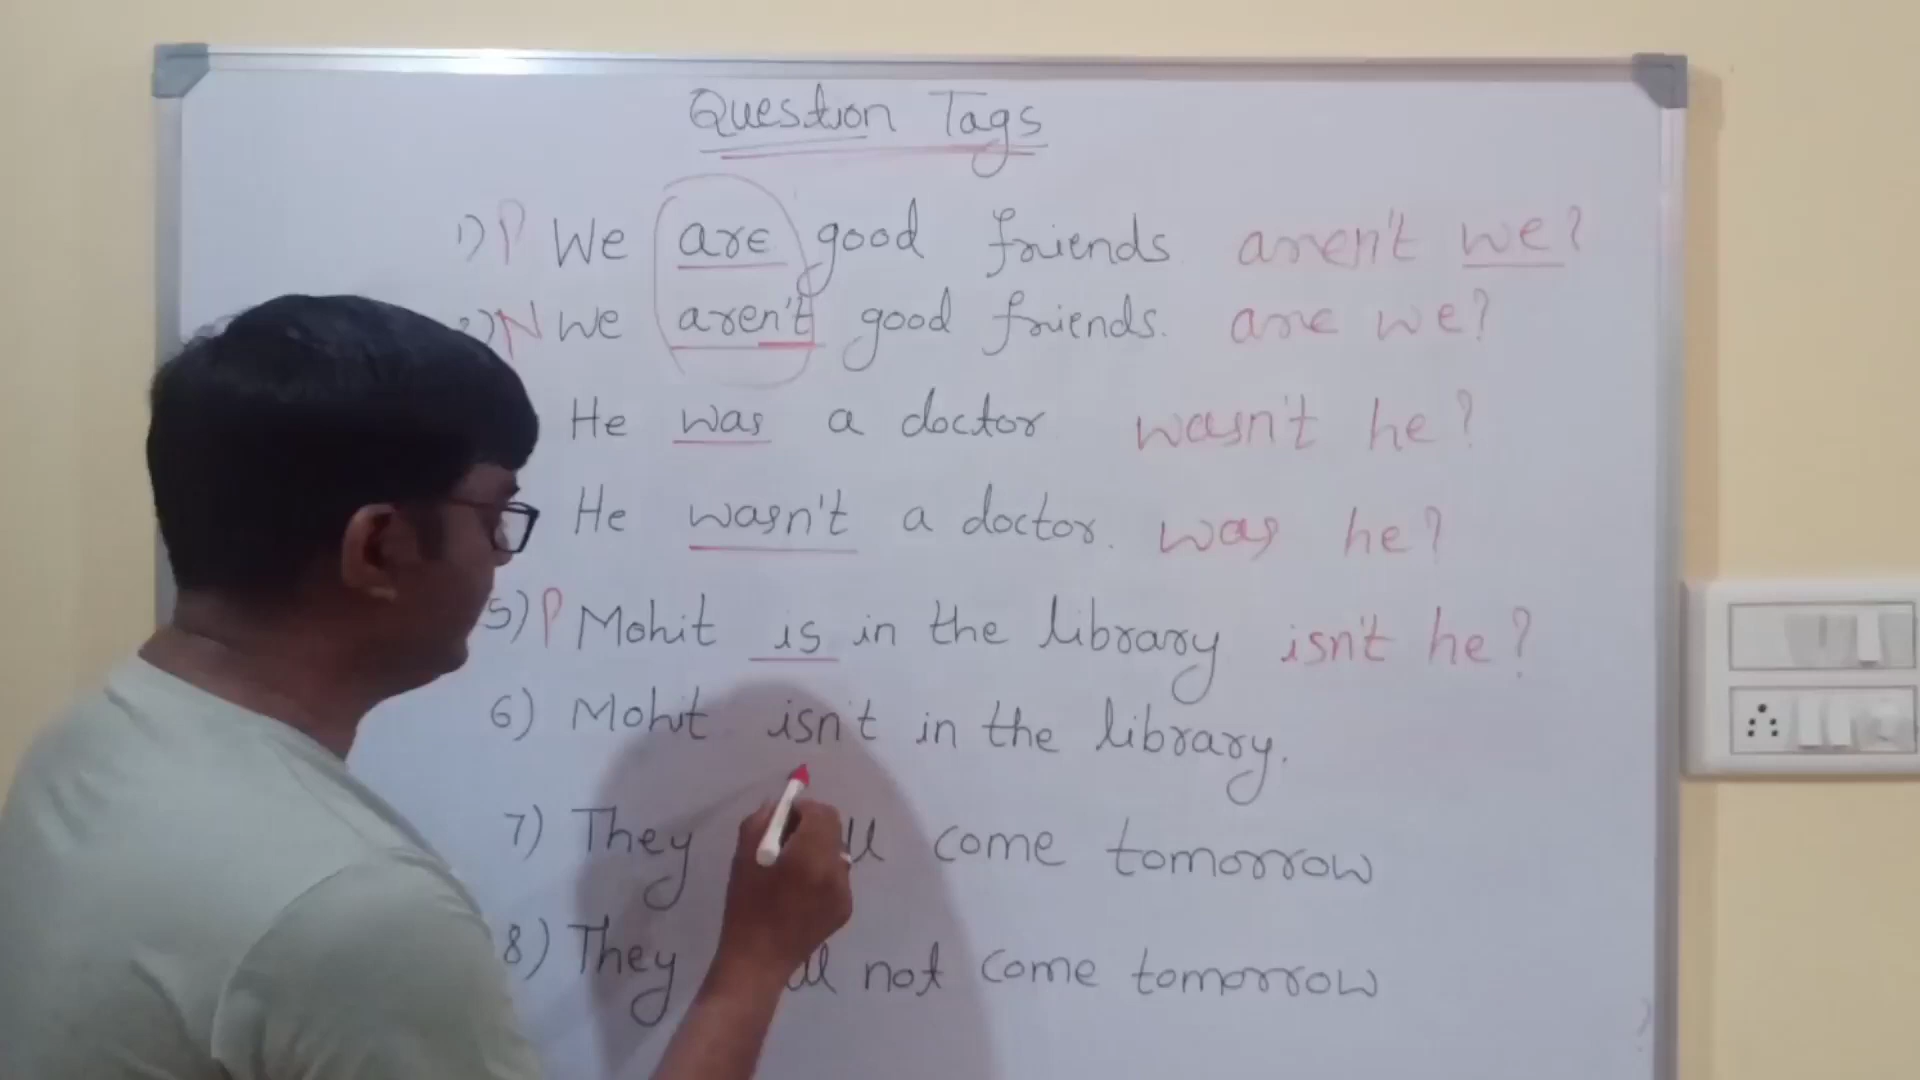 Question Tags
1) P We are good friends aren't we?
N We aren't good friends. are we?
He was a doctor wasn't he?
He wasn't a doctor. was he?
5) P Mohit is in the library isn't he?
6) Mohit isn't in the library.
7) They come tomorrow
8) They not come tomorrow